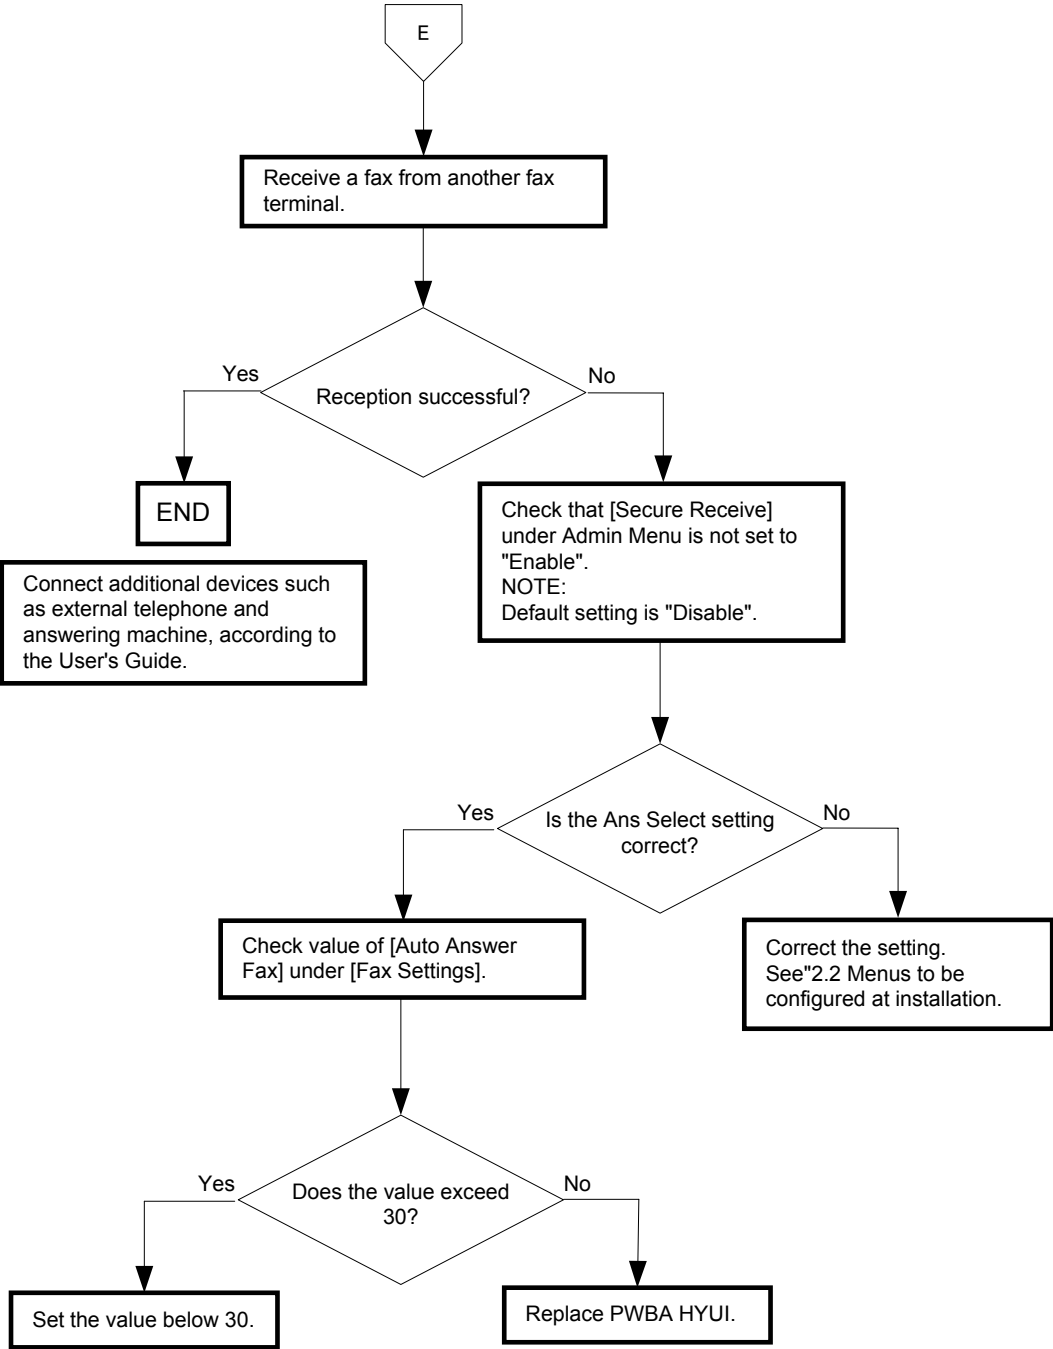 E
Receive a fax from another fax
terminal.
Reception successful?
Yes
No
END
Connect additional devices such
as external telephone and
answering machine, according to
the User's Guide.
Check that [Secure Receive]
under Admin Menu is not set to
"Enable".
NOTE:
Default setting is "Disable".
Is the Ans Select setting
correct?
Yes
No
Check value of [Auto Answer
Fax] under [Fax Settings].
Correct the setting.
See"2.2 Menus to be
configured at installation.
Does the value exceed
30?
Yes
No
Set the value below 30.
Replace PWBA HYUI.